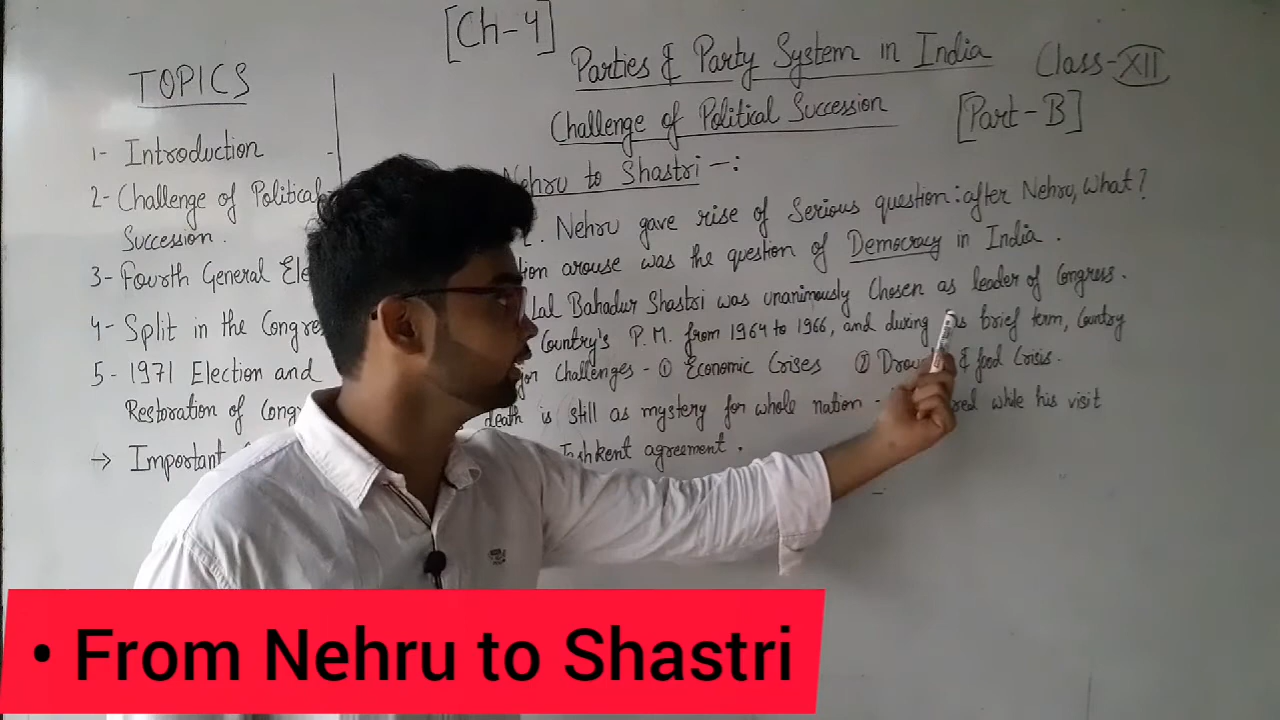 [Ch-4]
Parties & Party System in India
Class-XII
Challenge of Political Succession
[Part-B]
TOPICS
1- Introduction
2- Challenge of Political
Succession.
3- Fourth General Ele
4- Split in the Congre
5- 1971 Election and
Restoration of Cong
→ Important
Nehru to Shastri -:
L. Nehru gave rise of Serious question: after Nehru, What?
tion arouse was the question of Democracy in India.
Lal Bahadur Shastri was unanimously Chosen as leader of Congress.
Country's P.M. from 1964 to 1966, and during brief term, Country
Challenges - ① Economic Crises ② & food Crisis.
death is still as mystery for whole nation - while his visit
Tashkent agreement.
• From Nehru to Shastri